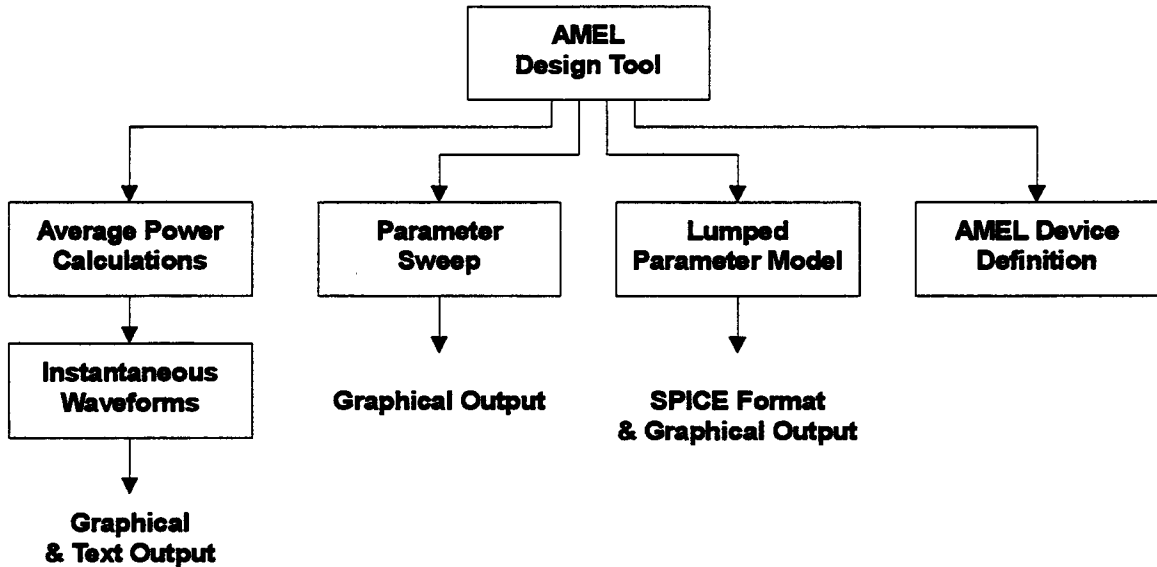 AMEL
Design Tool
Average Power
Calculations
Parameter
Sweep
Lumped
Parameter Model
AMEL Device
Definition
Instantaneous
Waveforms
Graphical Output
SPICE Format
& Graphical Output
Graphical
& Text Output